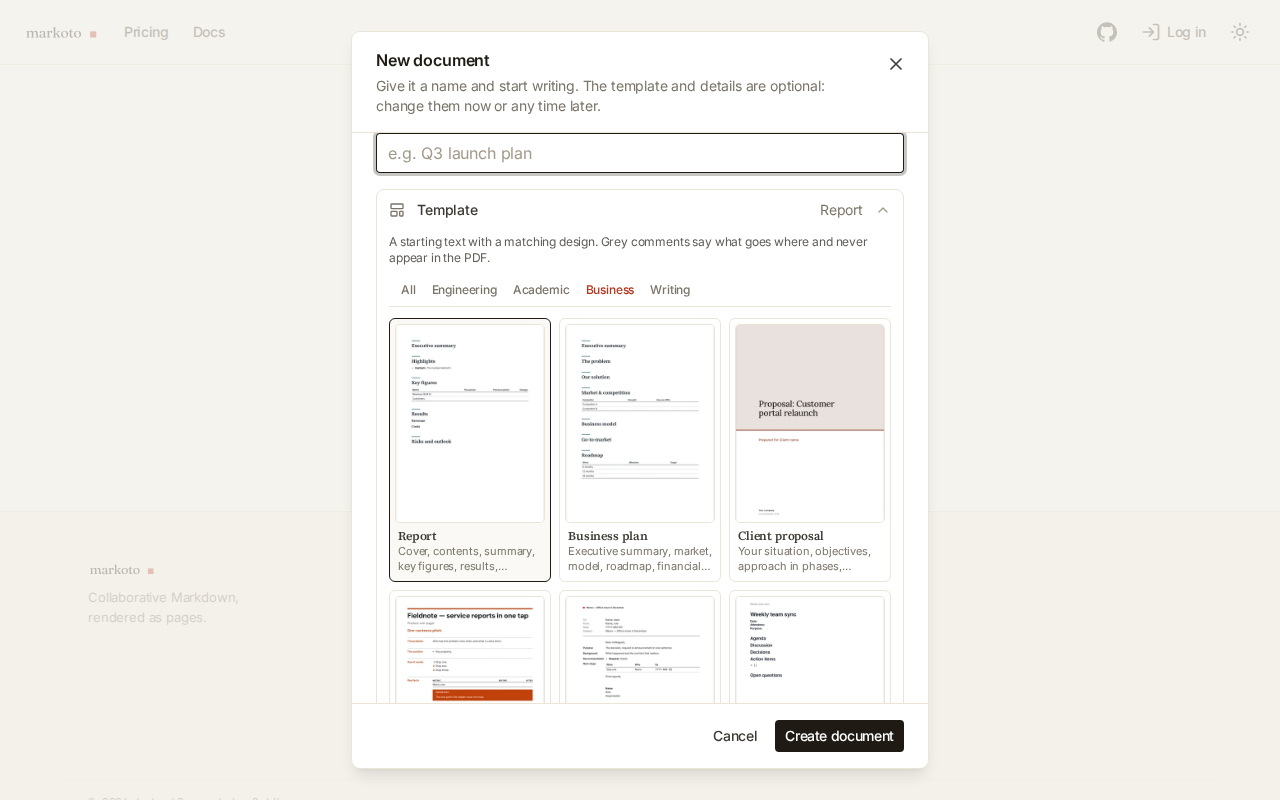 markoto
Pricing
Docs
Log in
New document
Give it a name and start writing. The template and details are optional:
change them now or any time later.
e.g. Q3 launch plan
Template
Report
A starting text with a matching design. Grey comments say what goes where and never
appear in the PDF.
All
Engineering
Academic
Business
Writing
Executive summary
Highlights
Key figures
Results
Risks and outlook
Executive summary
The problem
Our solution
Market & competition
Business model
Go-to-market
Roadmap
Proposal: Customer
portal relaunch
Report
Cover, contents, summary,
key figures, results,...
Business plan
Executive summary, market,
model, roadmap, financial...
Client proposal
Your situation, objectives,
approach in phases,...
Fieldnote — service reports in one tap
Weekly team sync
Agenda
Discussion
Decisions
Action items
Open questions
markoto
Collaborative Markdown,
rendered as pages.
Cancel
Create document